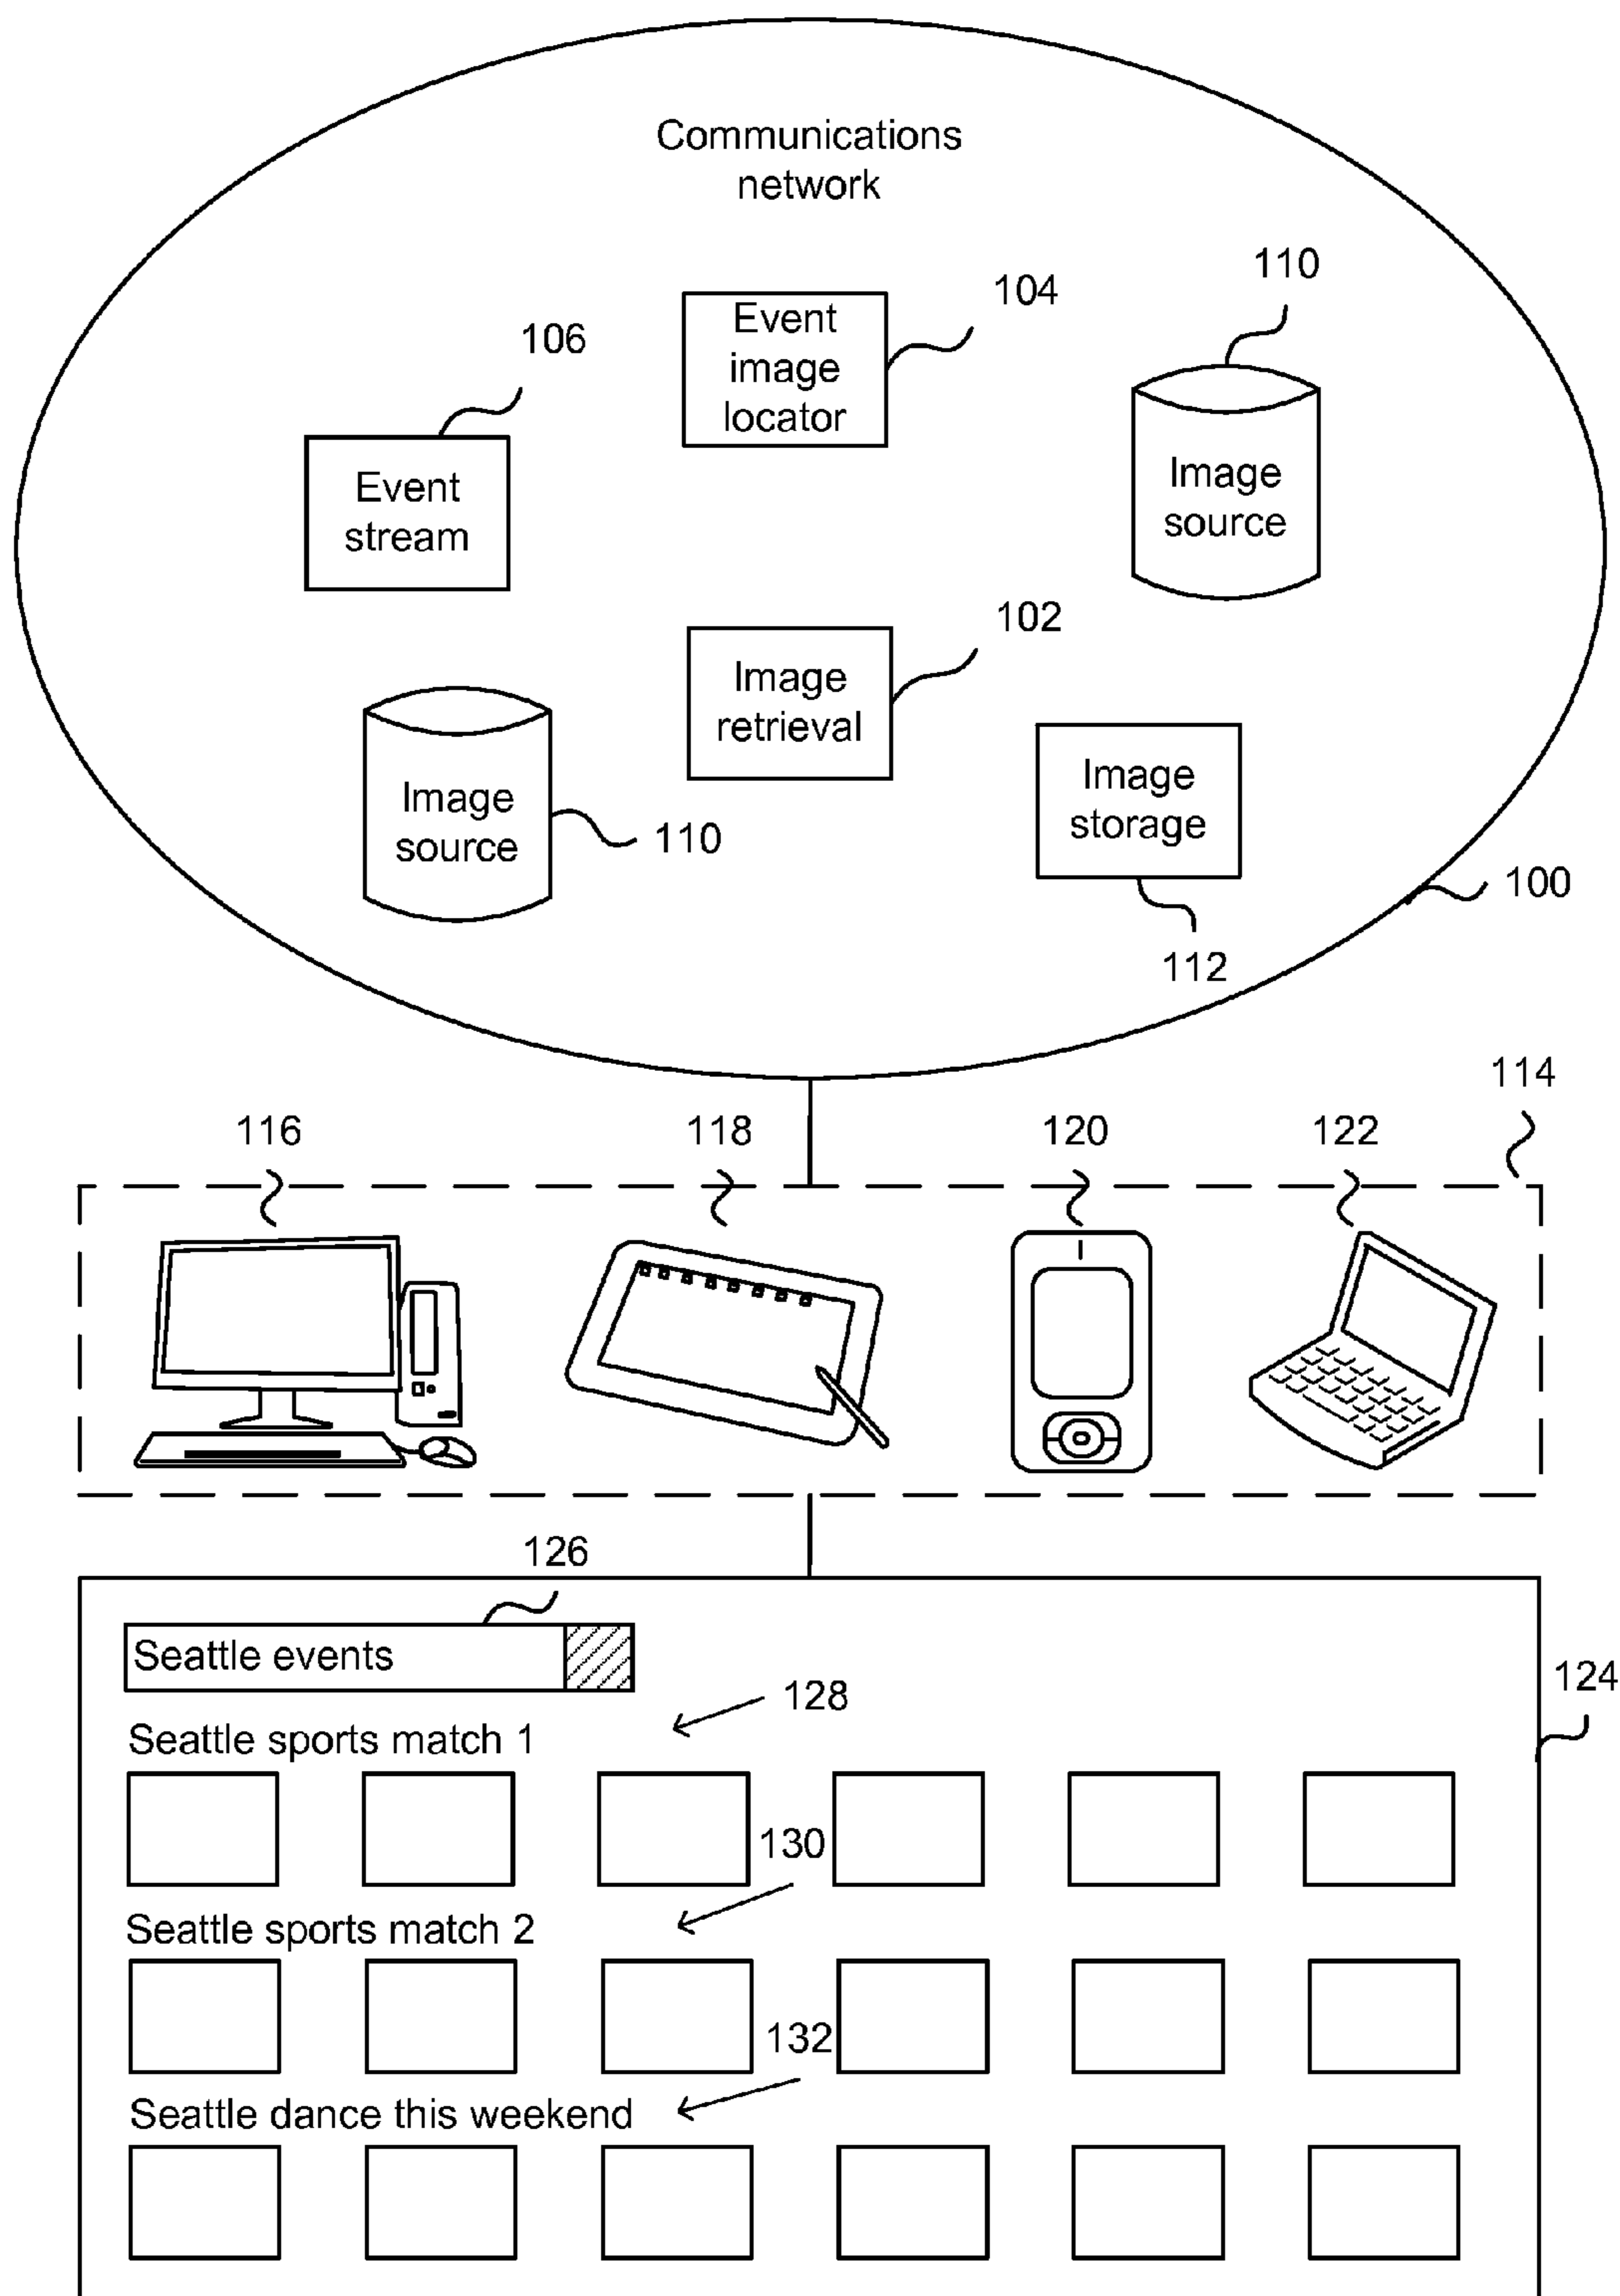 Communications
network
110
104
Event
image
locator
106
Event
stream
Image
source
102
Image
retrieval
Image
source
110
Image
storage
100
112
114
116
118
120
122
126
Seattle events
124
128
Seattle sports match 1
130
Seattle sports match 2
132
Seattle dance this weekend